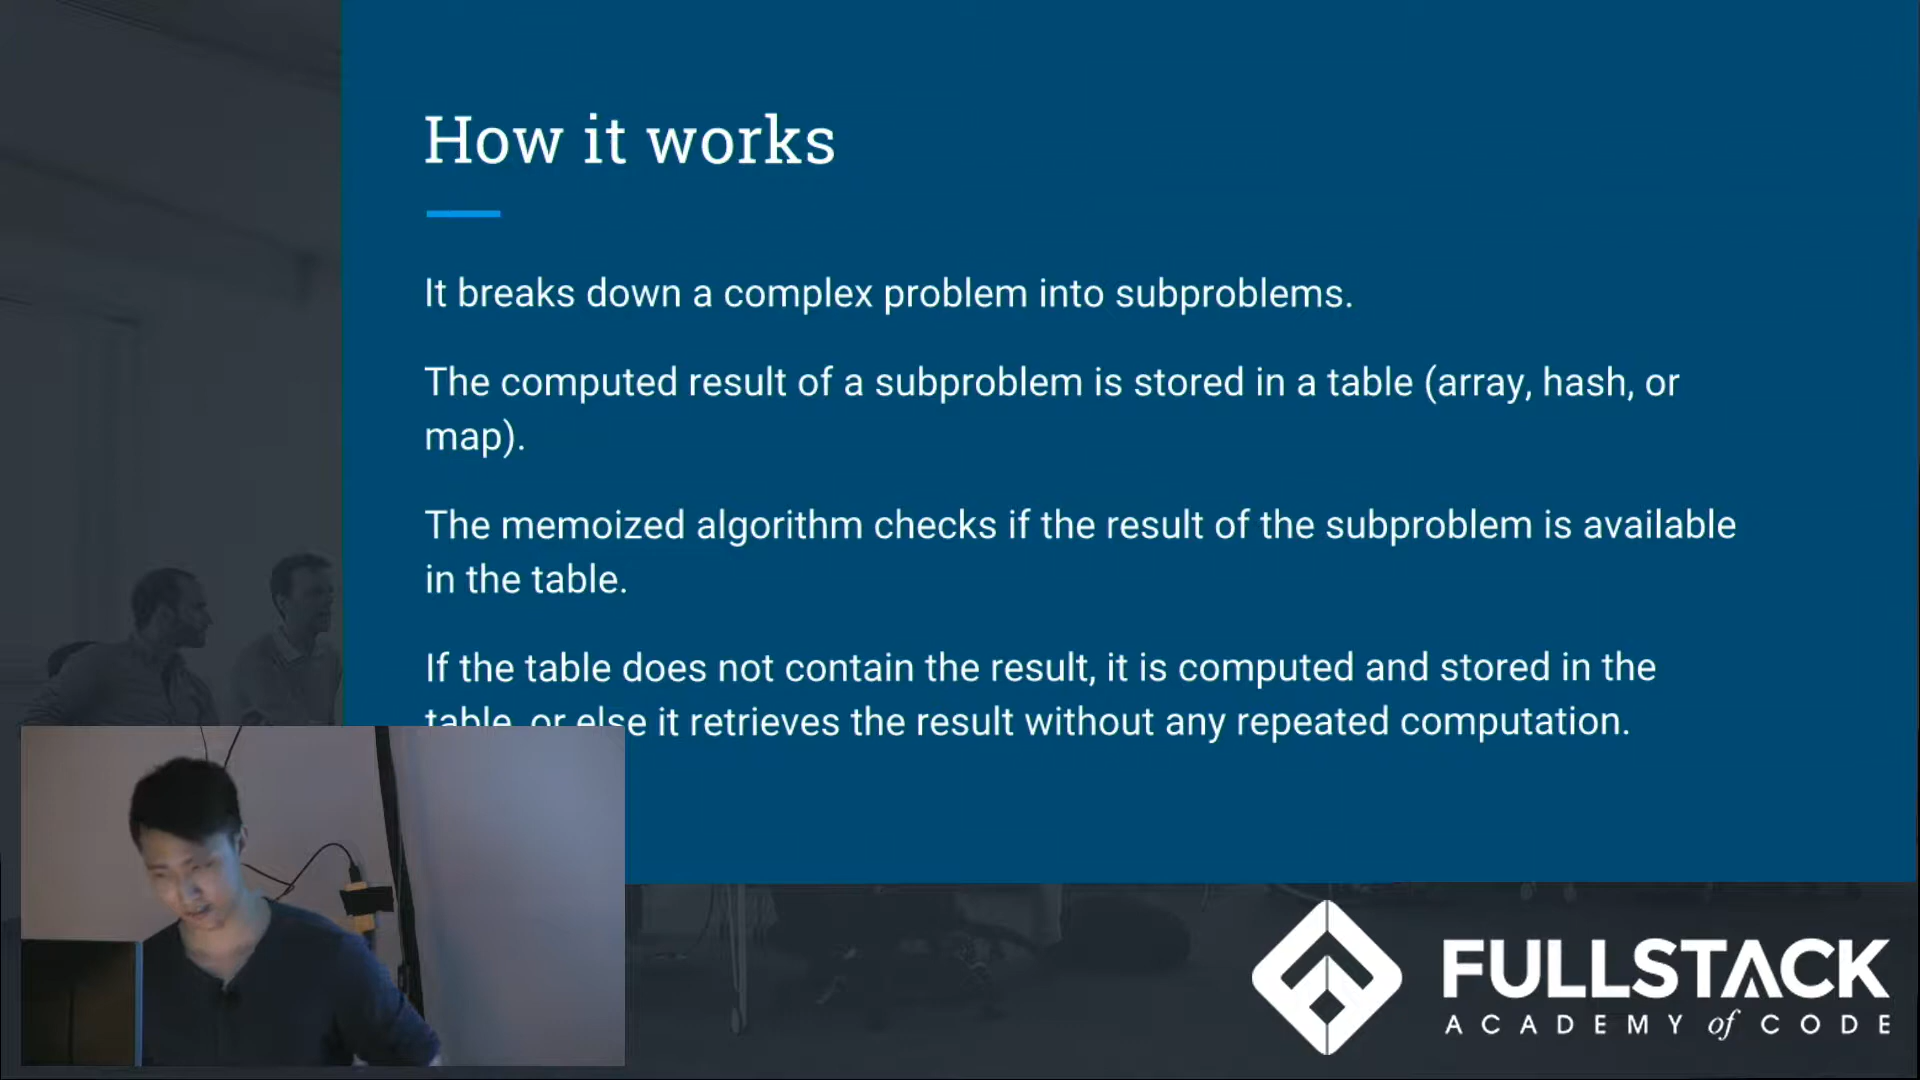 How it works
It breaks down a complex problem into subproblems.
The computed result of a subproblem is stored in a table (array, hash, or
map).
The memoized algorithm checks if the result of the subproblem is available
in the table.
If the table does not contain the result, it is computed and stored in the
table, or else it retrieves the result without any repeated computation.
FULLSTACK
ACADEMY of CODE